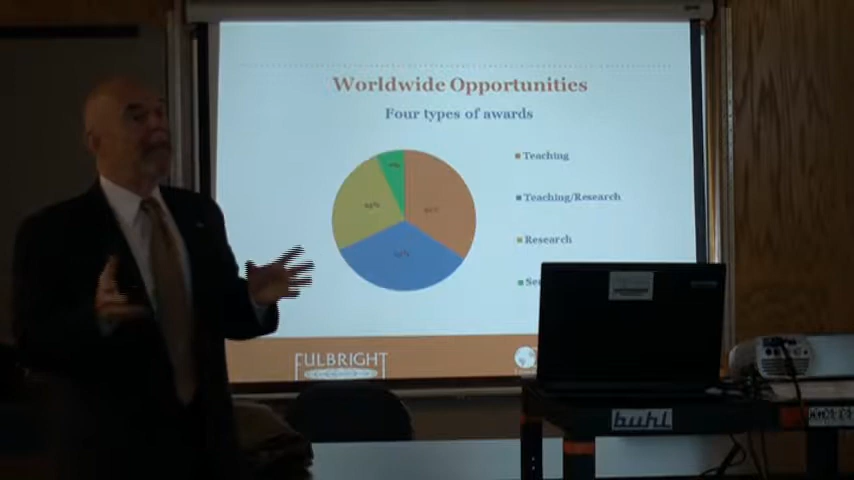 Worldwide Opportunities
Four types of awards
Teaching
Teaching/Research
Research
FULBRIGHT
buhl